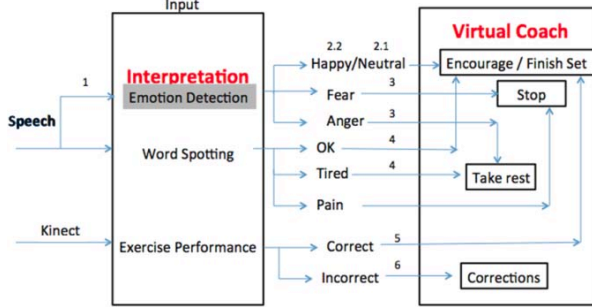 Input
Virtual Coach
2.2 2.1
Happy/Neutral
Encourage / Finish Set
1
Interpretation
Emotion Detection
Fear
3
Stop
Speech
Anger
3
Word Spotting
OK
4
Tired
4
Take rest
Pain
Kinect
Exercise Performance
Correct
5
Incorrect
6
Corrections